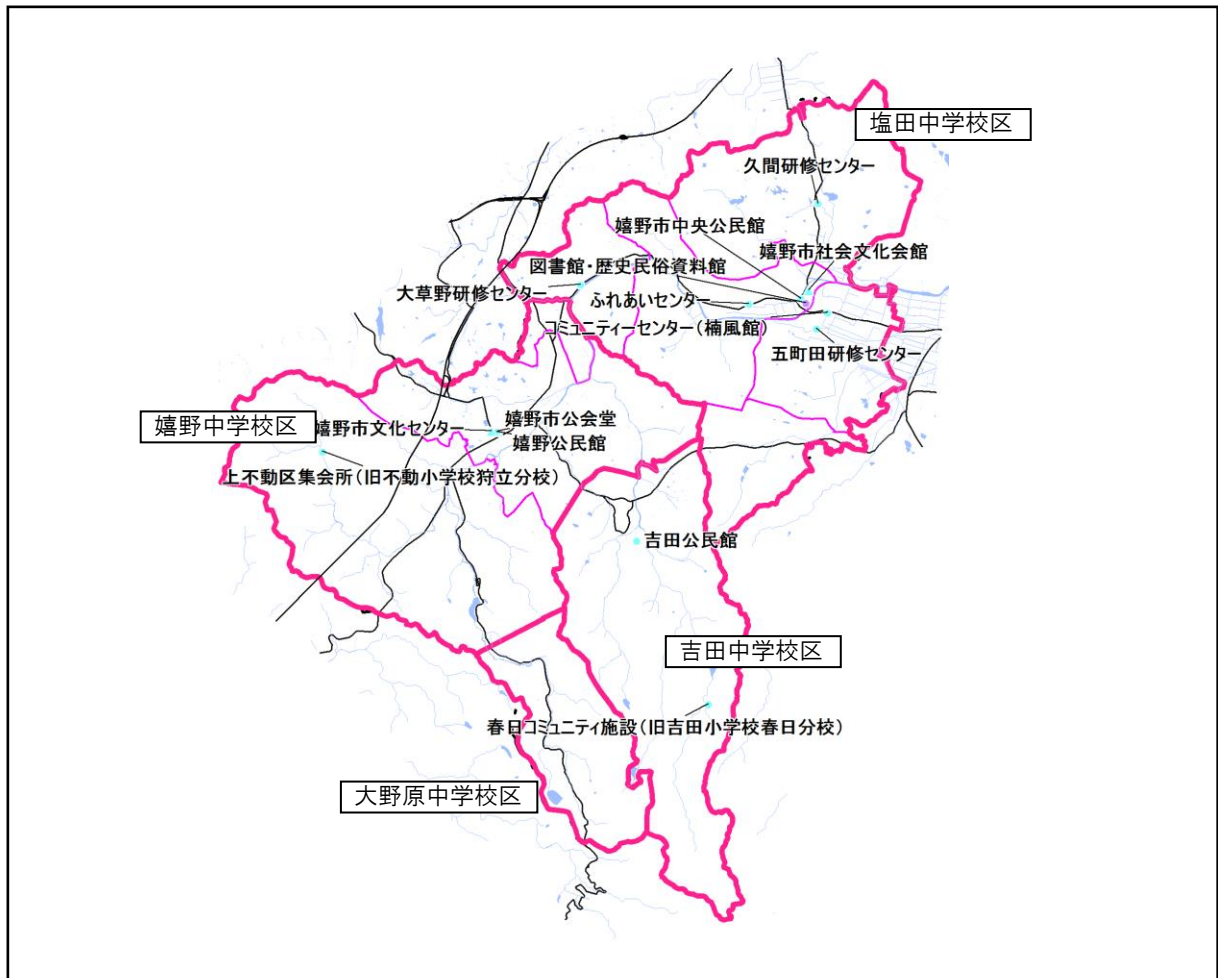 塩田中学校区
久間研修センター
嬉野市中央公民館
嬉野市社会文化会館
図書館・歴史民俗資料館
大草野研修センター
ふれあいセンター
コミュニティーセンター(楠風館)
五町田研修センター
嬉野中学校区
嬉野市文化センター
嬉野市公会堂
嬉野公民館
上不動区集会所(旧不動小学校狩立分校)
吉田公民館
吉田中学校区
春日コミュニティ施設(旧吉田小学校春日分校)
大野原中学校区